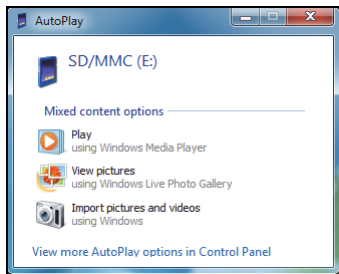 AutoPlay
SD/MMC (E:)
Mixed content options
Play
using Windows Media Player
View pictures
using Windows Live Photo Gallery
Import pictures and videos
using Windows
View more AutoPlay options in Control Panel